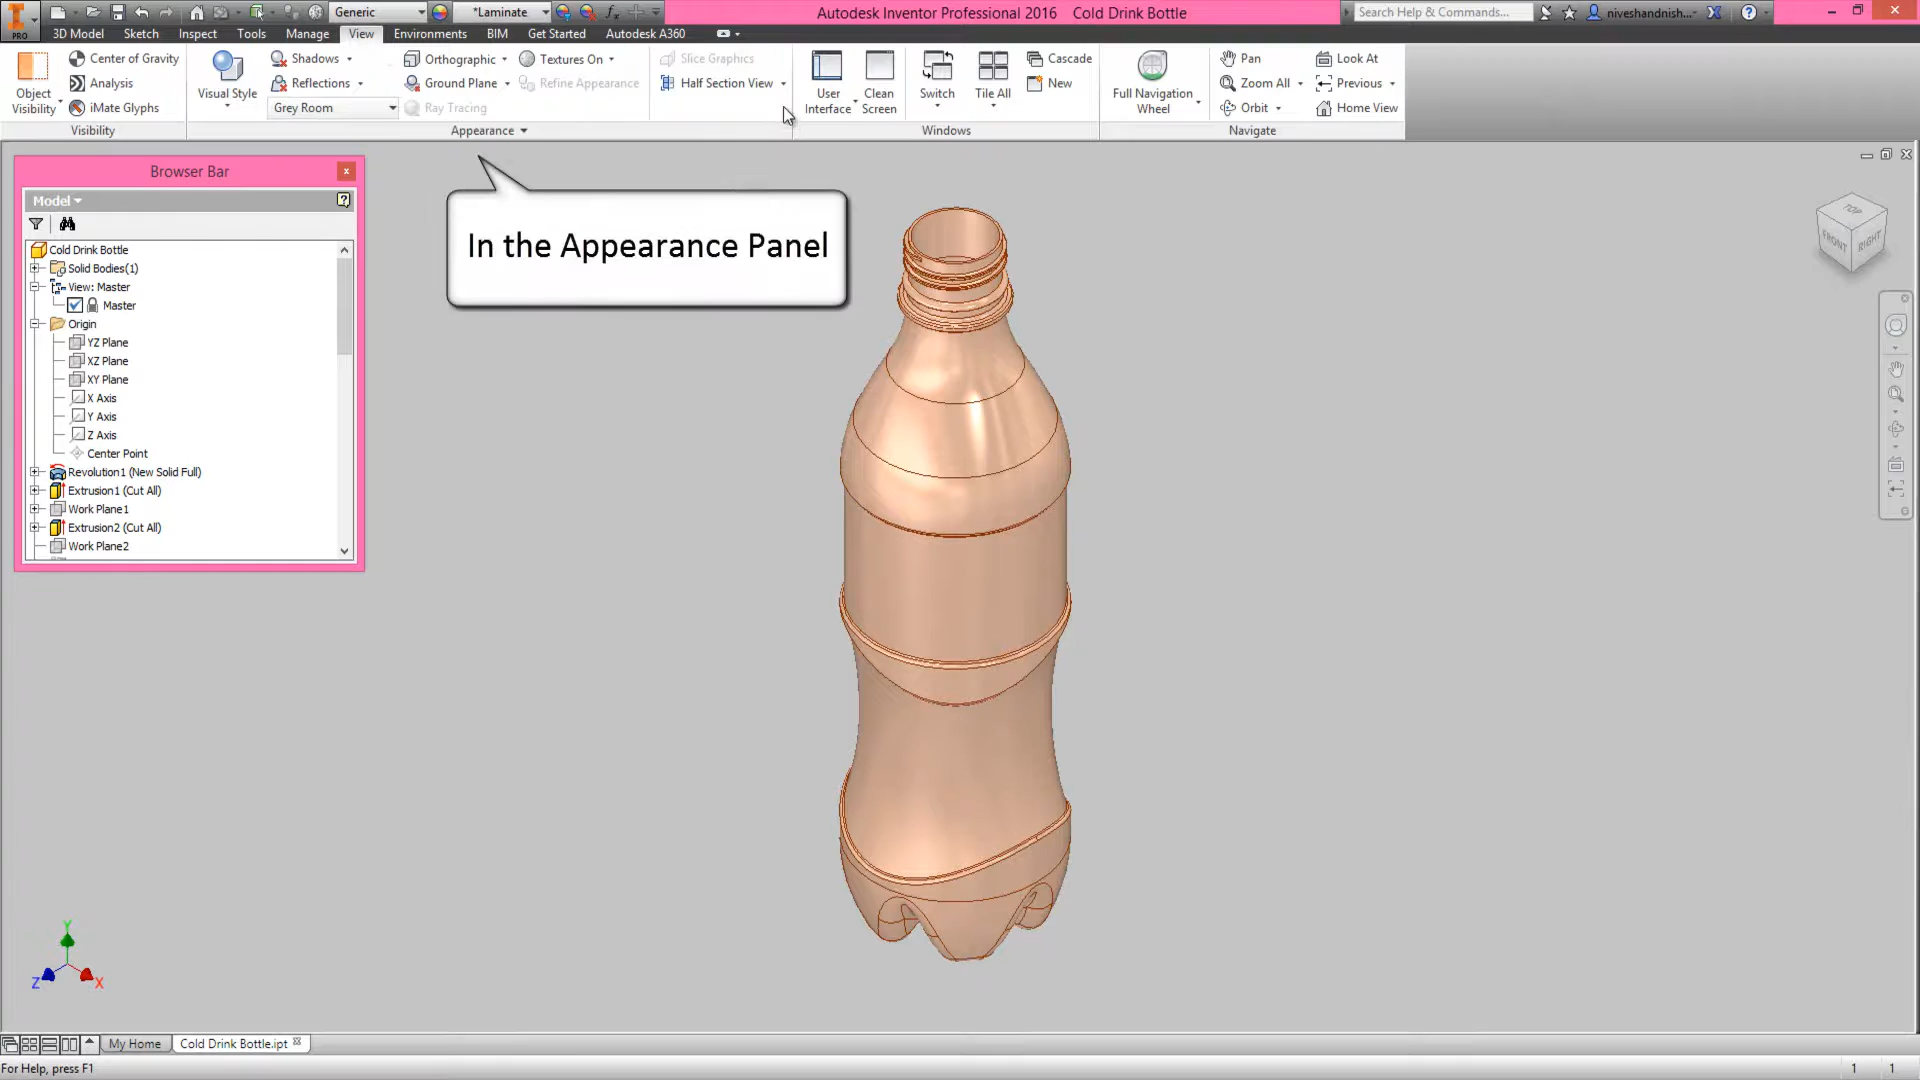 Generic
*Laminate
Autodesk Inventor Professional 2016 Cold Drink Bottle
Search Help & Commands...
niveshandnish...
PRO
3D Model
Sketch
Inspect
Tools
Manage
View
Environments
BIM
Get Started
Autodesk A360
Object
Visibility
Center of Gravity
Analysis
iMate Glyphs
Visibility
Visual Style
Shadows
Reflections
Grey Room
Orthographic
Ground Plane
Ray Tracing
Textures On
Refine Appearance
Appearance
Slice Graphics
Half Section View
User
Interface
Clean
Screen
Switch
Tile All
Cascade
New
Windows
Full Navigation
Wheel
Pan
Zoom All
Orbit
Look At
Previous
Home View
Navigate
Browser Bar
Model
Cold Drink Bottle
Solid Bodies(1)
View: Master
Master
Origin
YZ Plane
XZ Plane
XY Plane
X Axis
Y Axis
Z Axis
Center Point
Revolution1 (New Solid Full)
Extrusion1 (Cut All)
Work Plane1
Extrusion2 (Cut All)
Work Plane2
In the Appearance Panel
TOP
FRONT
RIGHT
Y
Z
X
My Home
Cold Drink Bottle.ipt
For Help, press F1
1
1